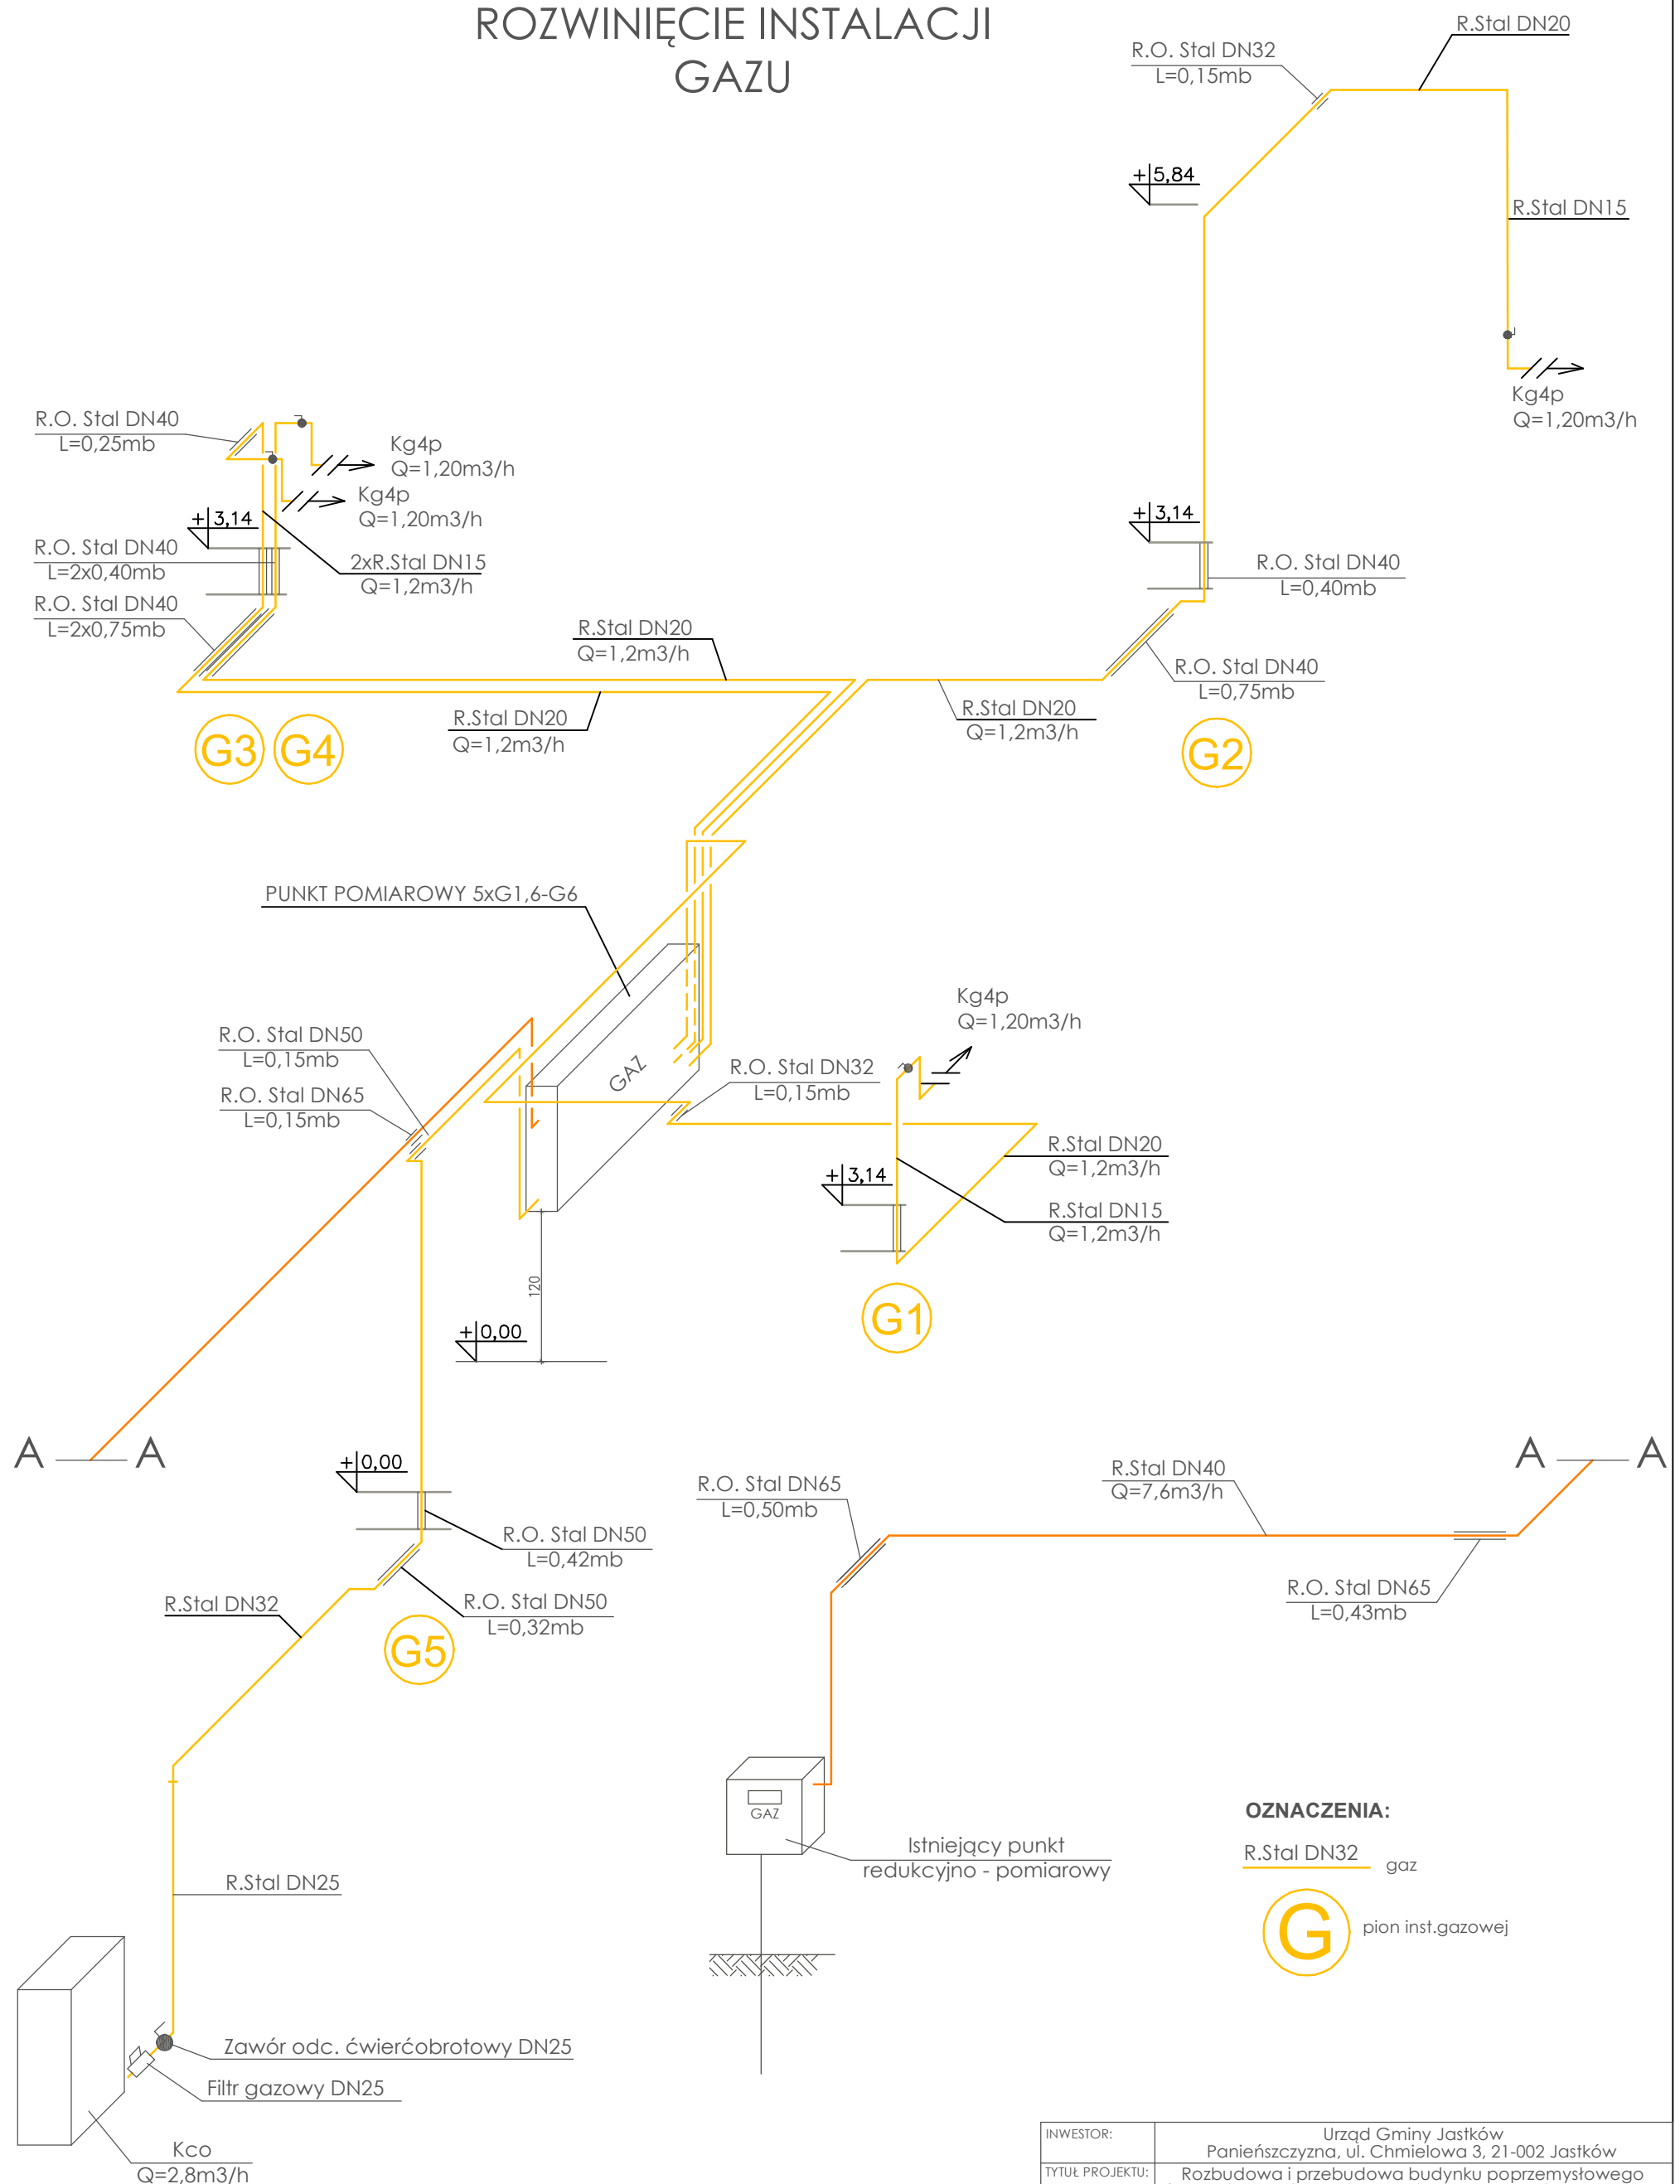 ROZWINIĘCIE INSTALACJI
GAZU
R.Stal DN20
R.O. Stal DN32
L=0,15mb
+5,84
R.Stal DN15
Kg4p
Q=1,20m3/h
R.O. Stal DN40
L=0,25mb
Kg4p
Q=1,20m3/h
Kg4p
Q=1,20m3/h
+3,14
R.O. Stal DN40
L=2x0,40mb
2xR.Stal DN15
Q=1,2m3/h
R.O. Stal DN40
L=2x0,75mb
+3,14
R.O. Stal DN40
L=0,40mb
R.Stal DN20
Q=1,2m3/h
R.O. Stal DN40
L=0,75mb
R.Stal DN20
Q=1,2m3/h
R.Stal DN20
Q=1,2m3/h
G3
G4
G2
PUNKT POMIAROWY 5xG1,6-G6
Kg4p
Q=1,20m3/h
R.O. Stal DN50
L=0,15mb
GAZ
R.O. Stal DN32
L=0,15mb
R.O. Stal DN65
L=0,15mb
R.Stal DN20
Q=1,2m3/h
+3,14
R.Stal DN15
Q=1,2m3/h
120
G1
+0,00
A
A
A
A
+0,00
R.O. Stal DN65
L=0,50mb
R.Stal DN40
Q=7,6m3/h
R.O. Stal DN50
L=0,42mb
R.Stal DN32
R.O. Stal DN50
L=0,32mb
R.O. Stal DN65
L=0,43mb
G5
GAZ
Istniejący punkt
redukcyjno - pomiarowy
OZNACZENIA:
R.Stal DN32
gaz
R.Stal DN25
G
pion inst.gazowej
Zawór odc. ćwierćobrotowy DN25
Filtr gazowy DN25
Kco
Q=2,8m3/h
INWESTOR:
Urząd Gminy Jastków
Panieńszczyzna, ul. Chmielowa 3, 21-002 Jastków
TYTUŁ PROJEKTU:
Rozbudowa i przebudowa budynku poprzemysłowego